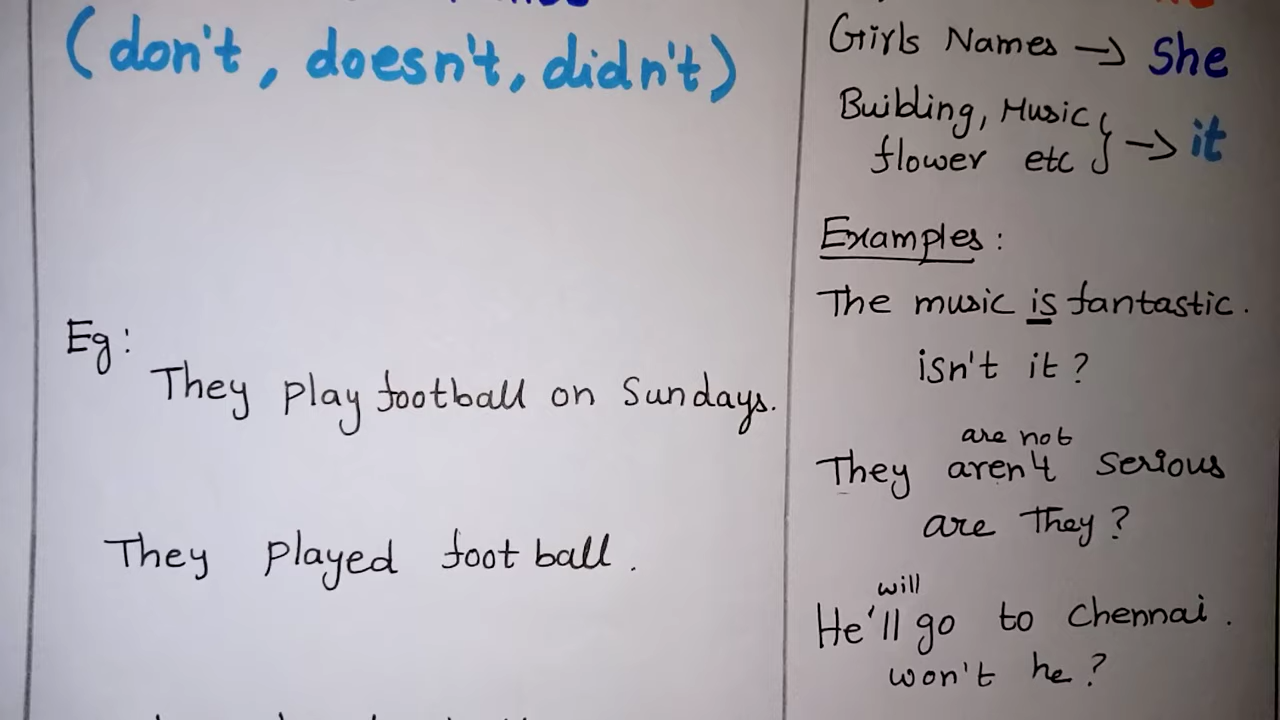 (don't, doesn't, didn't)
Eg:
They play football on Sundays.
They played foot ball.
Girls Names → She
Building, Music
flower etc } → it
Examples:
The music is fantastic.
isn't it?
are not
They aren't serious
are They?
will
He'll go to Chennai.
won't he?